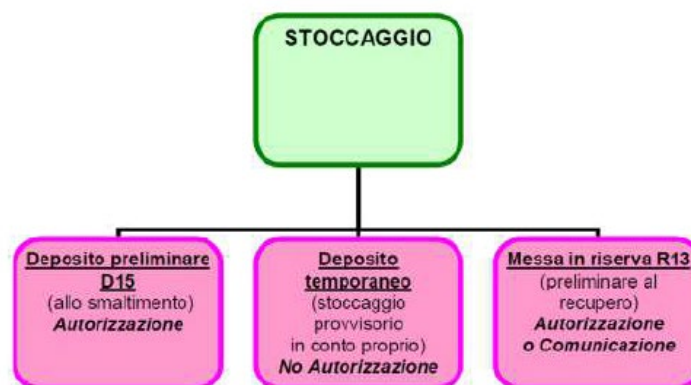 STOCCAGGIO
Deposito preliminare
D15
(allo smaltimento)
Autorizzazione
Deposito
temporaneo
(stoccaggio
provvisorio
in conto proprio)
No Autorizzazione
Messa in riserva R13
(preliminare al
recupero)
Autorizzazione
o Comunicazione